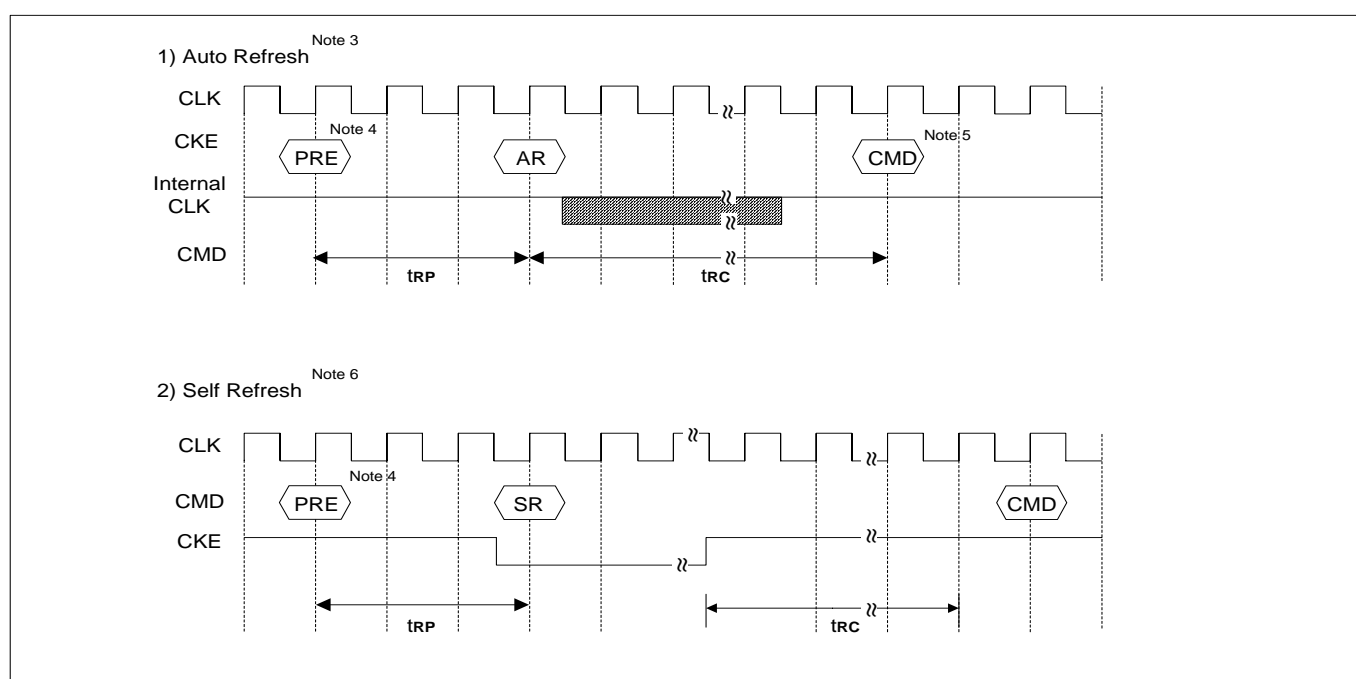 1) Auto Refresh Note 3
CLK
CKE
Note 4
Note 5
PRE
AR
CMD
Internal
CLK
CMD
tRP
tRC
2) Self Refresh Note 6
CLK
Note 4
CMD
PRE
SR
CMD
CKE
tRP
tRC